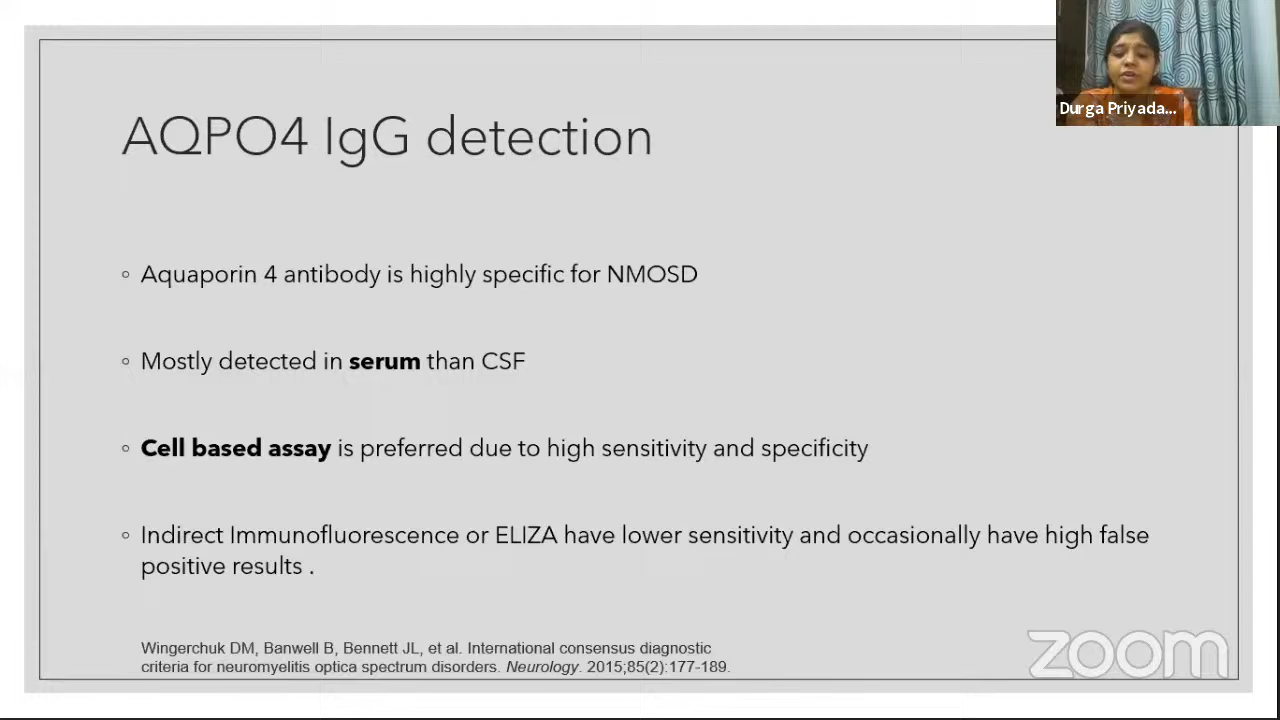 Durga Priyada...
AQPO4 IgG detection
◦ Aquaporin 4 antibody is highly specific for NMOSD
◦ Mostly detected in serum than CSF
◦ Cell based assay is preferred due to high sensitivity and specificity
◦ Indirect Immunofluorescence or ELIZA have lower sensitivity and occasionally have high false
positive results .
Wingerchuk DM, Banwell B, Bennett JL, et al. International consensus diagnostic
criteria for neuromyelitis optica spectrum disorders. Neurology. 2015;85(2):177-189.
zoom